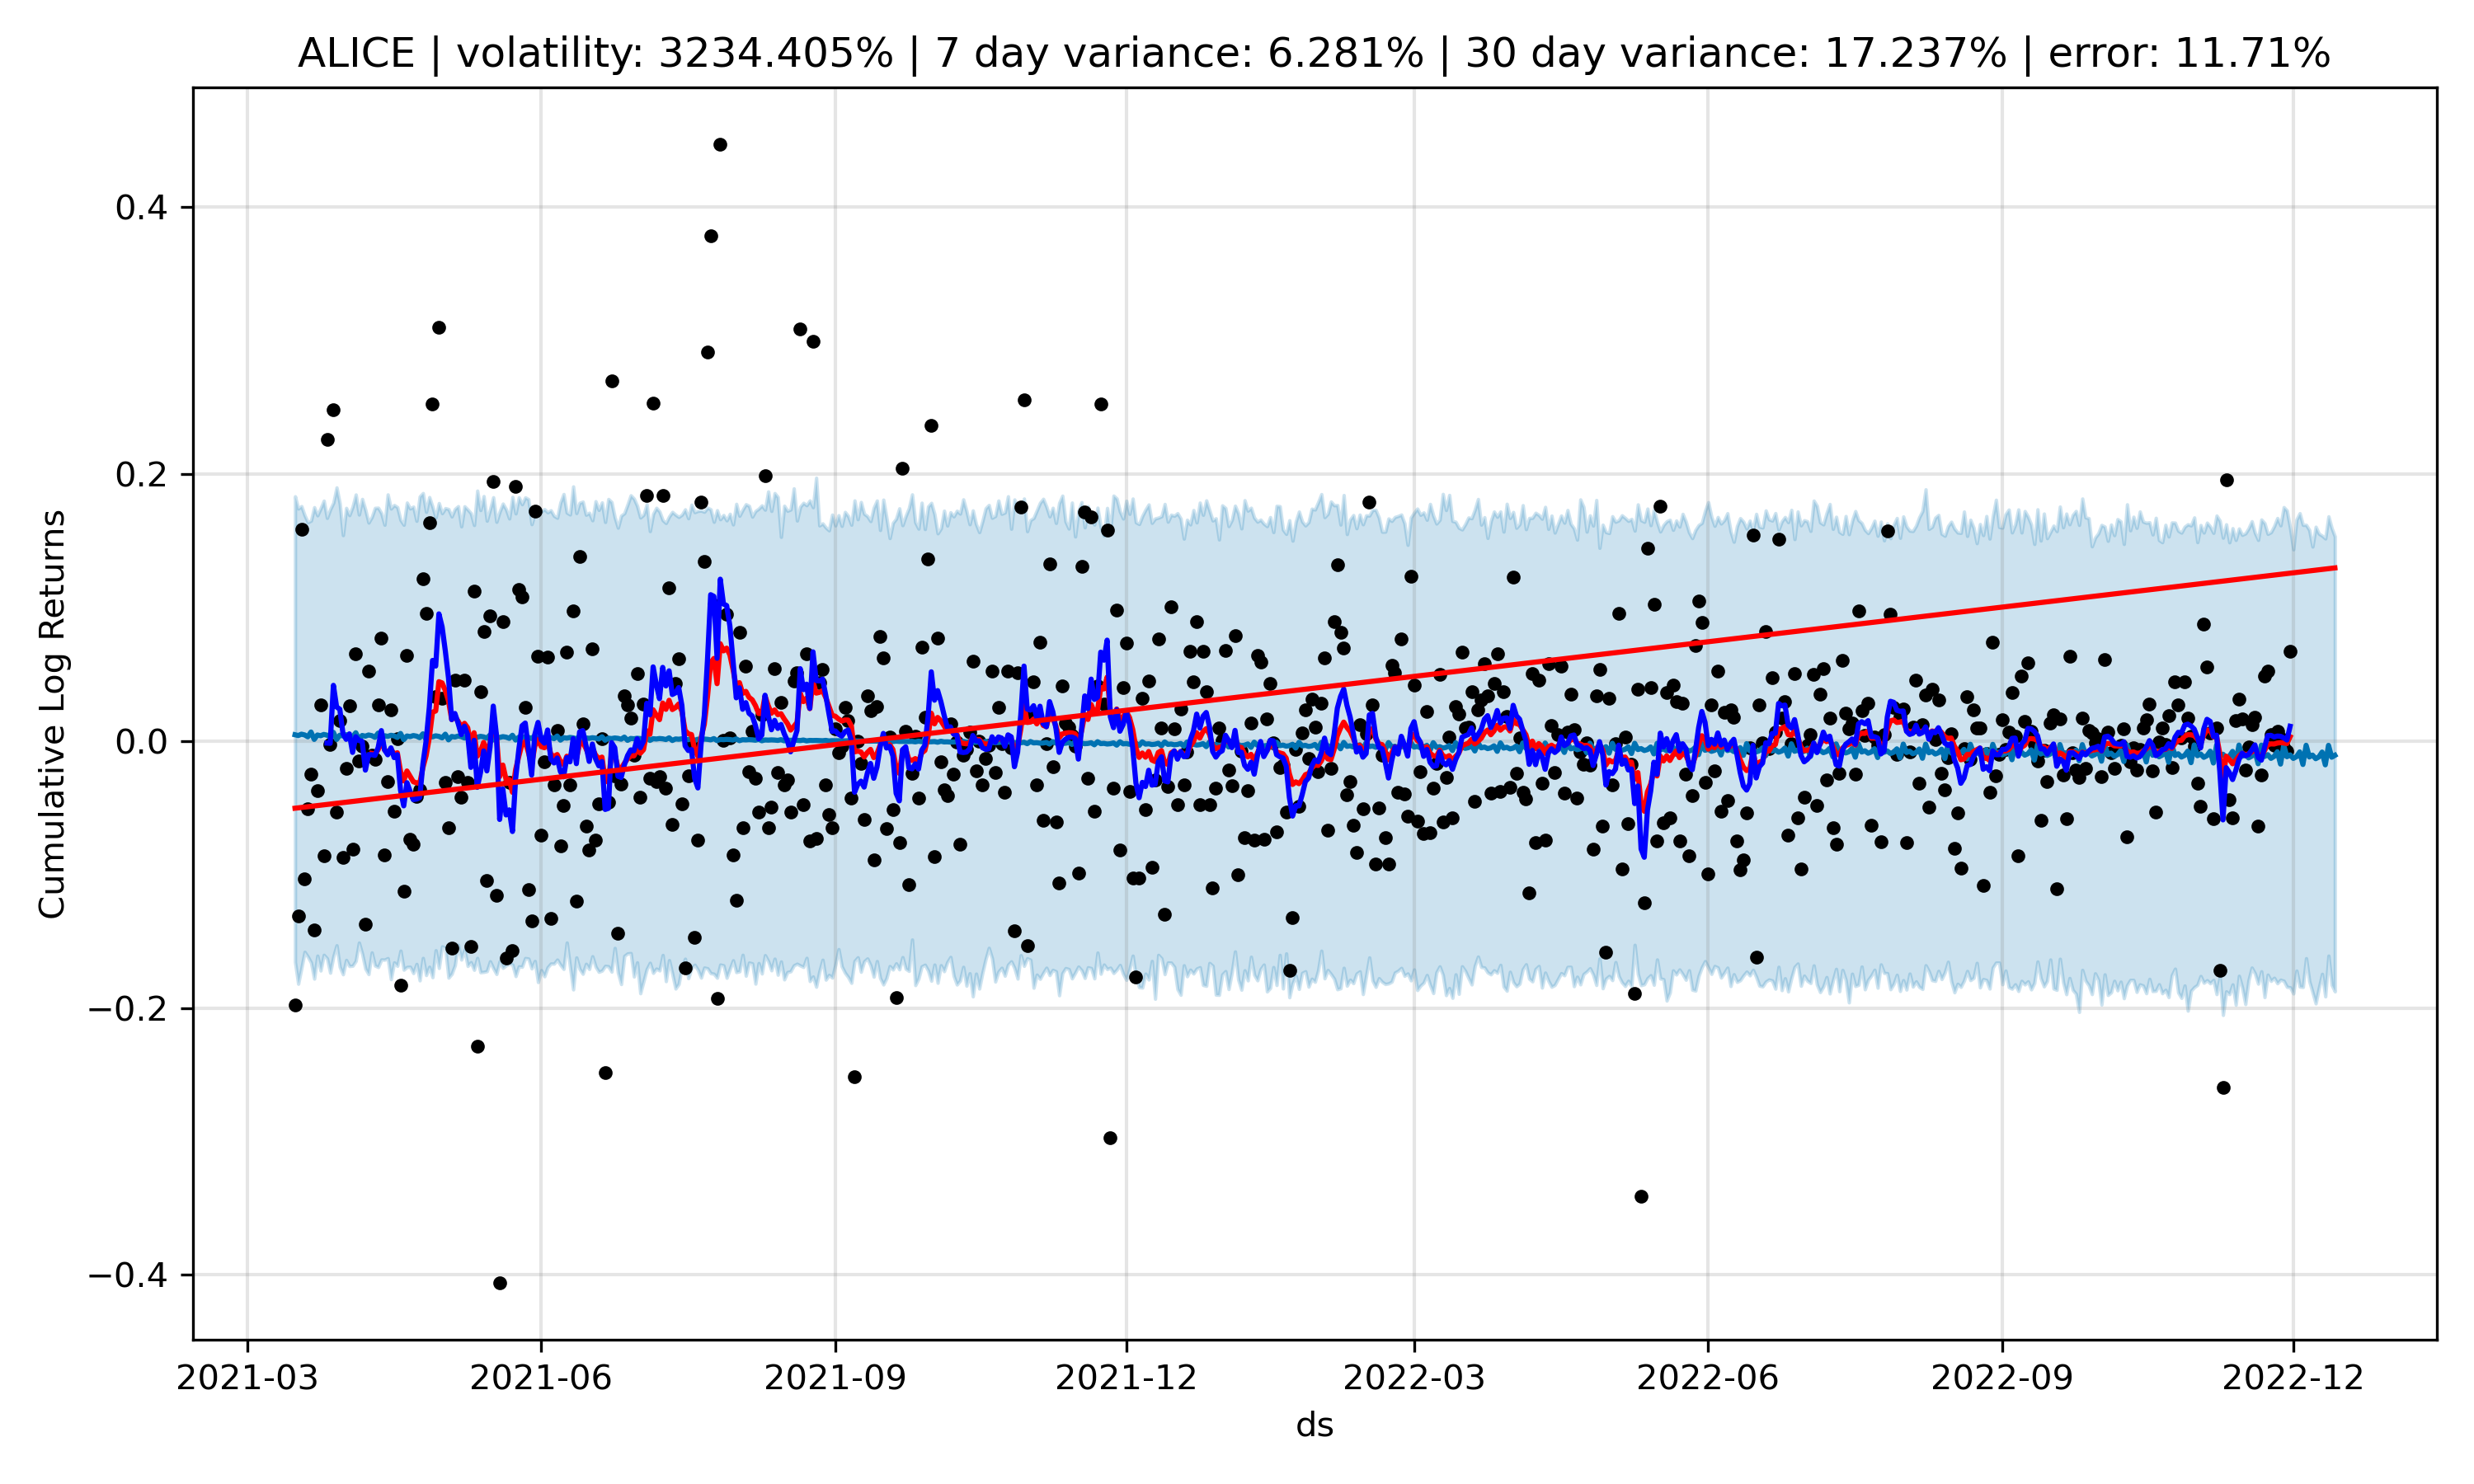 ALICE | volatility: 3234.405% | 7 day variance: 6.281% | 30 day variance: 17.237% | error: 11.71%
Cumulative Log Returns
0.4
0.2
0.0
−0.2
−0.4
2021-03 2021-06 2021-09 2021-12 2022-03 2022-06 2022-09 2022-12
ds